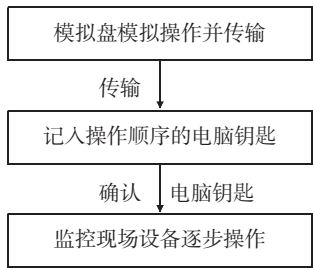 模拟盘模拟操作并传输
传输
记入操作顺序的电脑钥匙
确认 电脑钥匙
监控现场设备逐步操作